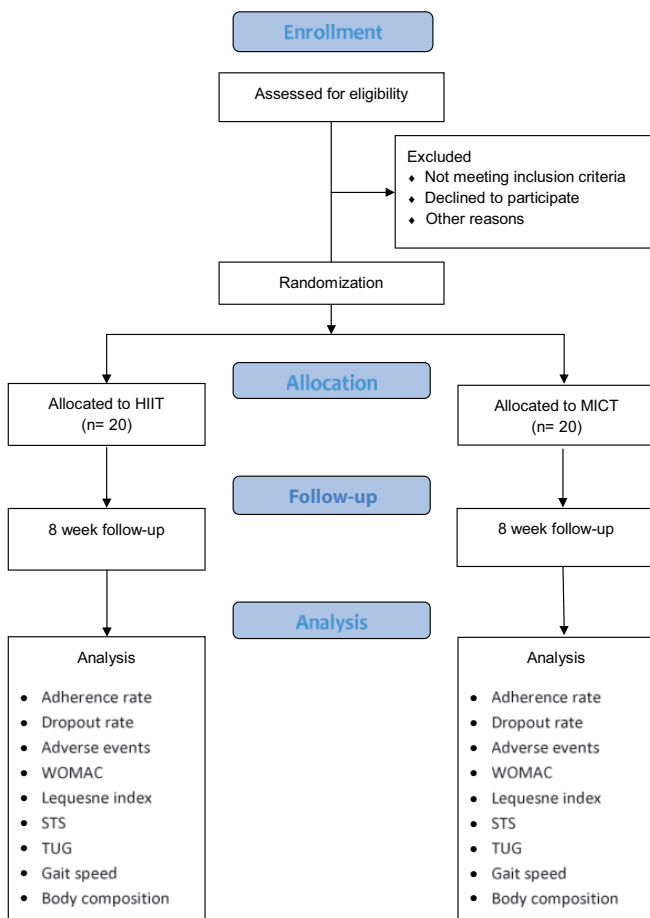 Enrollment
Assessed for eligibility
Excluded
♦ Not meeting inclusion criteria
♦ Declined to participate
♦ Other reasons
Randomization
Allocation
Allocated to HIIT
(n= 20)
Allocated to MICT
(n= 20)
Follow-up
8 week follow-up
8 week follow-up
Analysis
Analysis
• Adherence rate
• Dropout rate
• Adverse events
• WOMAC
• Lequesne index
• STS
• TUG
• Gait speed
• Body composition
Analysis
• Adherence rate
• Dropout rate
• Adverse events
• WOMAC
• Lequesne index
• STS
• TUG
• Gait speed
• Body composition